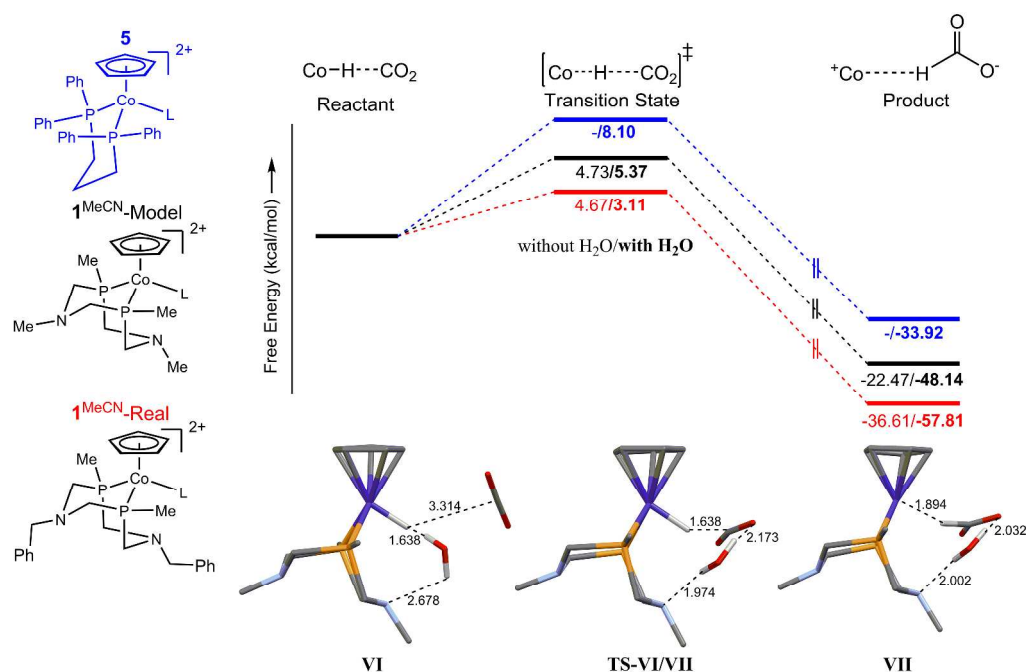 5
2+
Ph
Co
Ph
P
L
Ph
P
Ph
1MeCN-Model
2+
Me
Co
P
L
P
Me
N
Me
N
Me
1MeCN-Real
2+
Me
Co
P
L
P
Me
N
Ph
N
Ph
Free Energy (kcal/mol)
Co—H---CO2
Reactant
[Co---H----CO2]‡
Transition State
-/8.10
4.73/5.37
4.67/3.11
without H2O/with H2O
O
+Co-----H
O-
Product
-/-33.92
-22.47/-48.14
-36.61/-57.81
3.314
1.638
2.678
VI
1.638
2.173
1.974
TS-VI/VII
1.894
2.032
2.002
VII